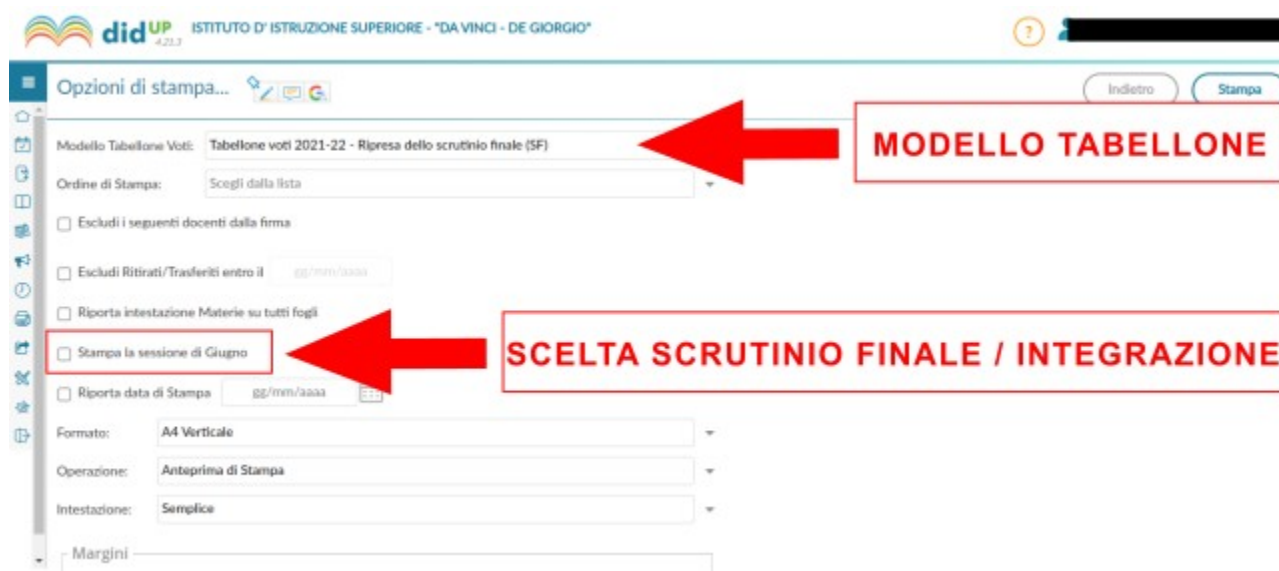 didUP 4.21.3 ISTITUTO D' ISTRUZIONE SUPERIORE - "DA VINCI - DE GIORGIO" ?
Opzioni di stampa... G Indietro Stampa
Modello Tabellone Voti: Tabellone voti 2021-22 - Ripresa dello scrutinio finale (SF)
MODELLO TABELLONE
Ordine di Stampa: Scegli dalla lista
Escludi i seguenti docenti dalla firma
Escludi Ritirati/Trasferiti entro il gg/mm/aaaa
Riporta intestazione Materie su tutti fogli
Stampa la sessione di Giugno
SCELTA SCRUTINIO FINALE / INTEGRAZIONE
Riporta data di Stampa gg/mm/aaaa
Formato: A4 Verticale
Operazione: Anteprima di Stampa
Intestazione: Semplice
Margini